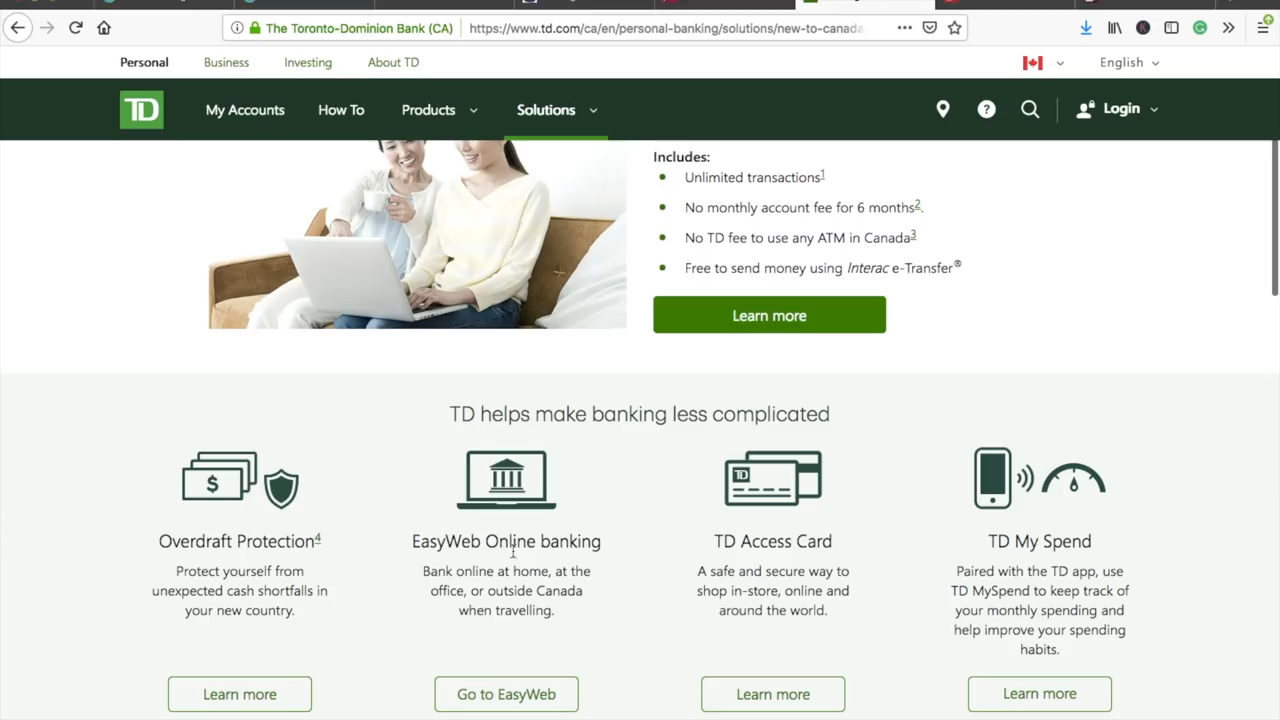 The Toronto-Dominion Bank (CA) https://www.td.com/ca/en/personal-banking/solutions/new-to-canada
Personal Business Investing About TD English
TD My Accounts How To Products Solutions ? Login
Includes:
Unlimited transactions1
No monthly account fee for 6 months2.
No TD fee to use any ATM in Canada3
Free to send money using Interac e-Transfer®
Learn more
TD helps make banking less complicated
$ TD
Overdraft Protection4 EasyWeb Online banking TD Access Card TD My Spend
Protect yourself from
unexpected cash shortfalls in
your new country.
Bank online at home, at the
office, or outside Canada
when travelling.
A safe and secure way to
shop in-store, online and
around the world.
Paired with the TD app, use
TD MySpend to keep track of
your monthly spending and
help improve your spending
habits.
Learn more Go to EasyWeb Learn more Learn more